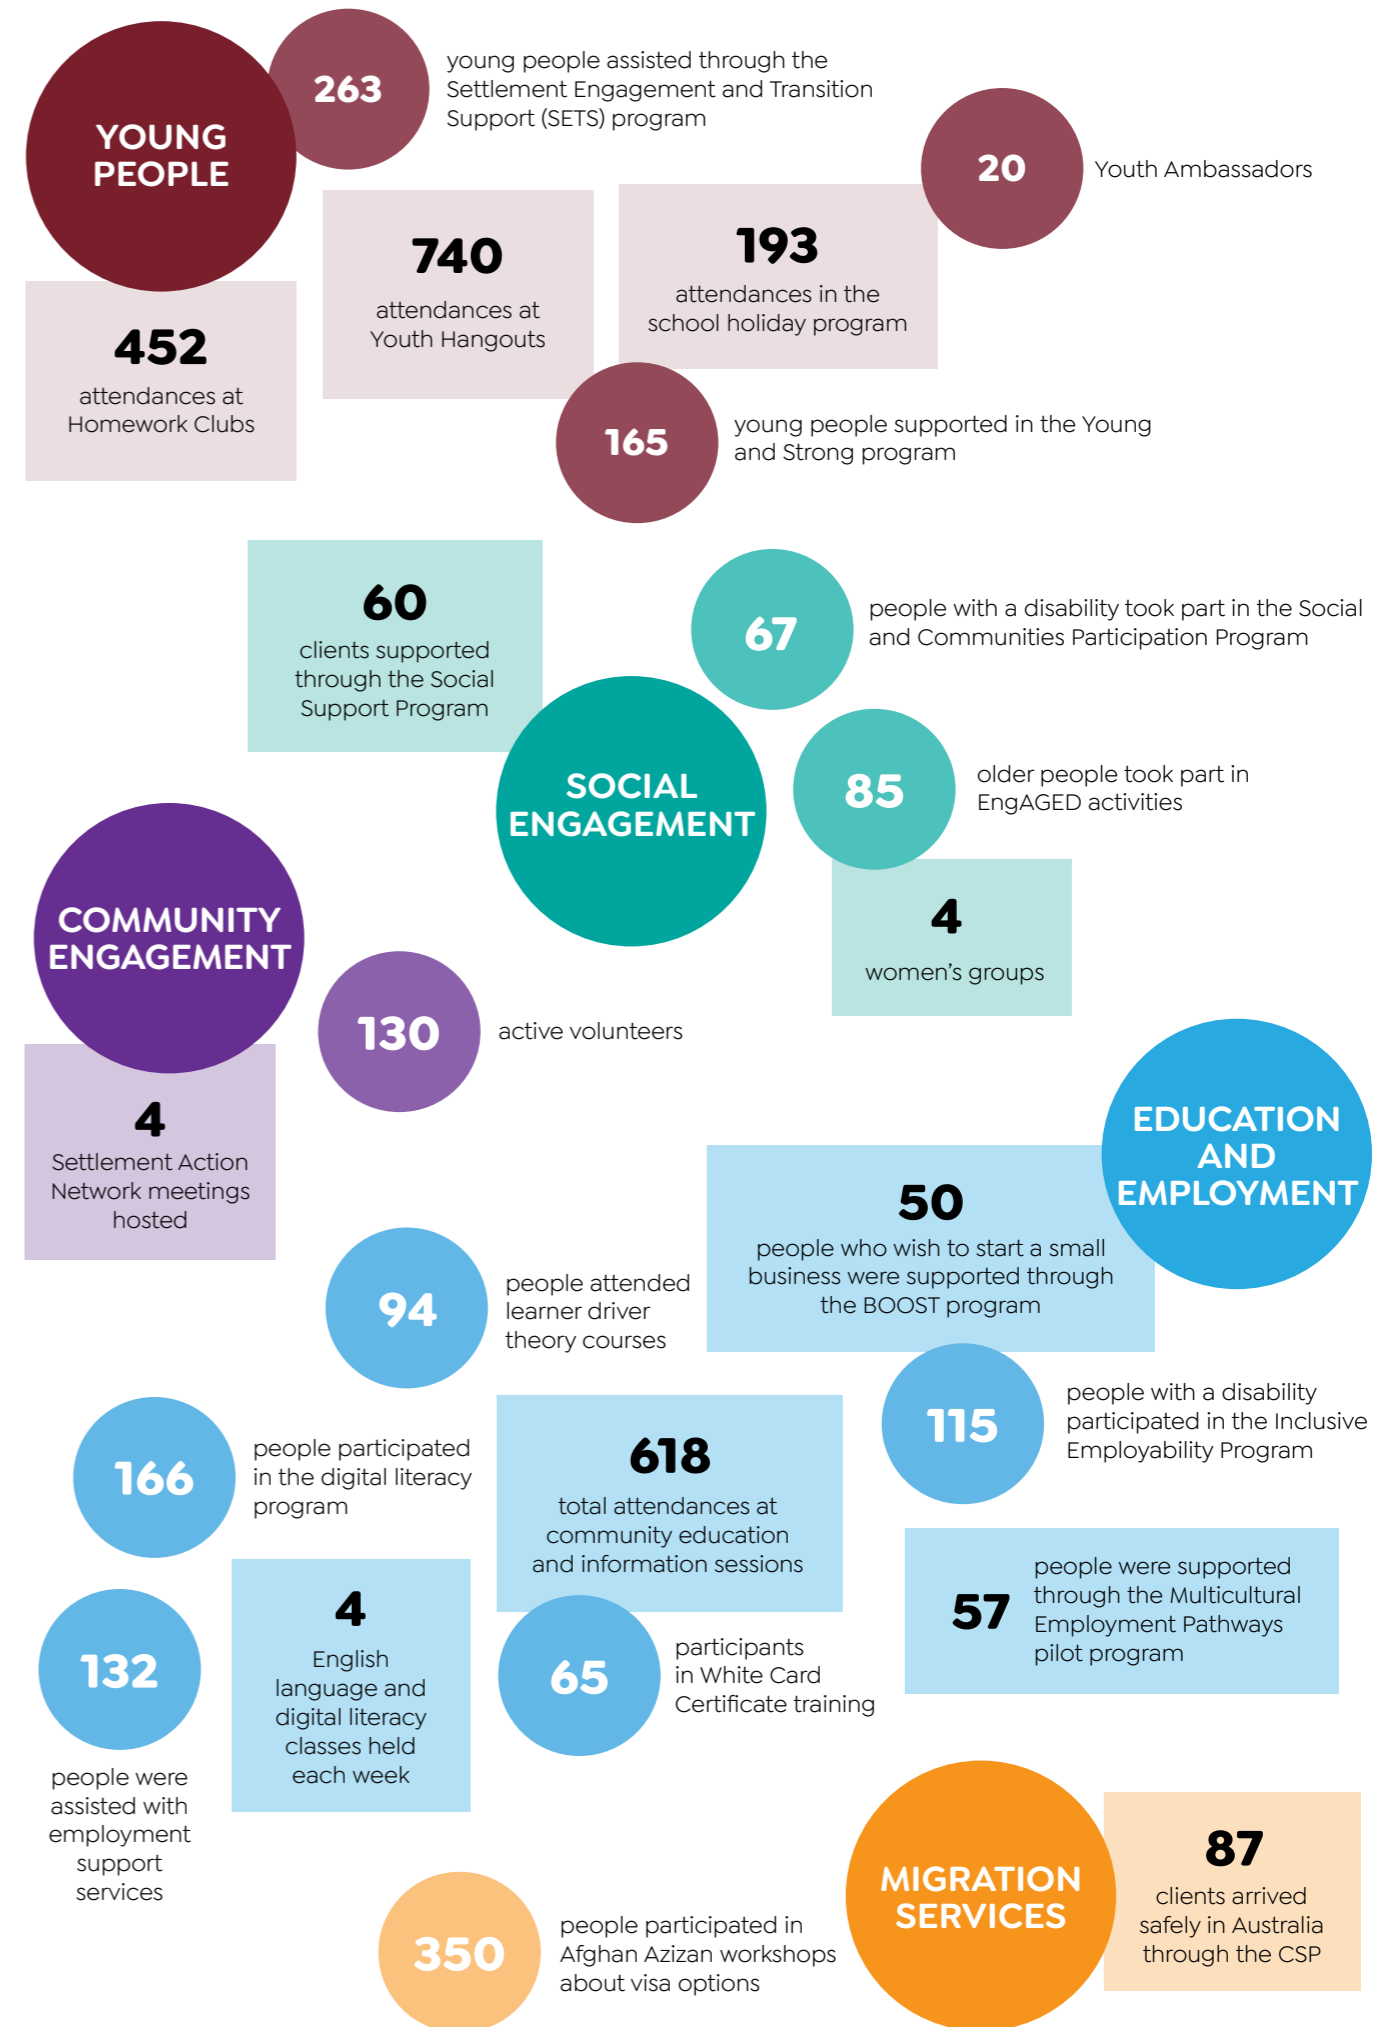 YOUNG
PEOPLE
263
young people assisted through the
Settlement Engagement and Transition
Support (SETS) program
20
Youth Ambassadors
740
attendances at
Youth Hangouts
193
attendances in the
school holiday program
452
attendances at
Homework Clubs
165
young people supported in the Young
and Strong program
60
clients supported
through the Social
Support Program
67
people with a disability took part in the Social
and Communities Participation Program
SOCIAL
ENGAGEMENT
85
older people took part in
EngAGED activities
4
women's groups
COMMUNITY
ENGAGEMENT
130
active volunteers
4
Settlement Action
Network meetings
hosted
EDUCATION
AND
EMPLOYMENT
50
people who wish to start a small
business were supported through
the BOOST program
94
people attended
learner driver
theory courses
115
people with a disability
participated in the Inclusive
Employability Program
166
people participated
in the digital literacy
program
618
total attendances at
community education
and information sessions
57
people were supported
through the Multicultural
Employment Pathways
pilot program
132
people were
assisted with
employment
support
services
4
English
language and
digital literacy
classes held
each week
65
participants
in White Card
Certificate training
MIGRATION
SERVICES
87
clients arrived
safely in Australia
through the CSP
350
people participated in
Afghan Azizan workshops
about visa options